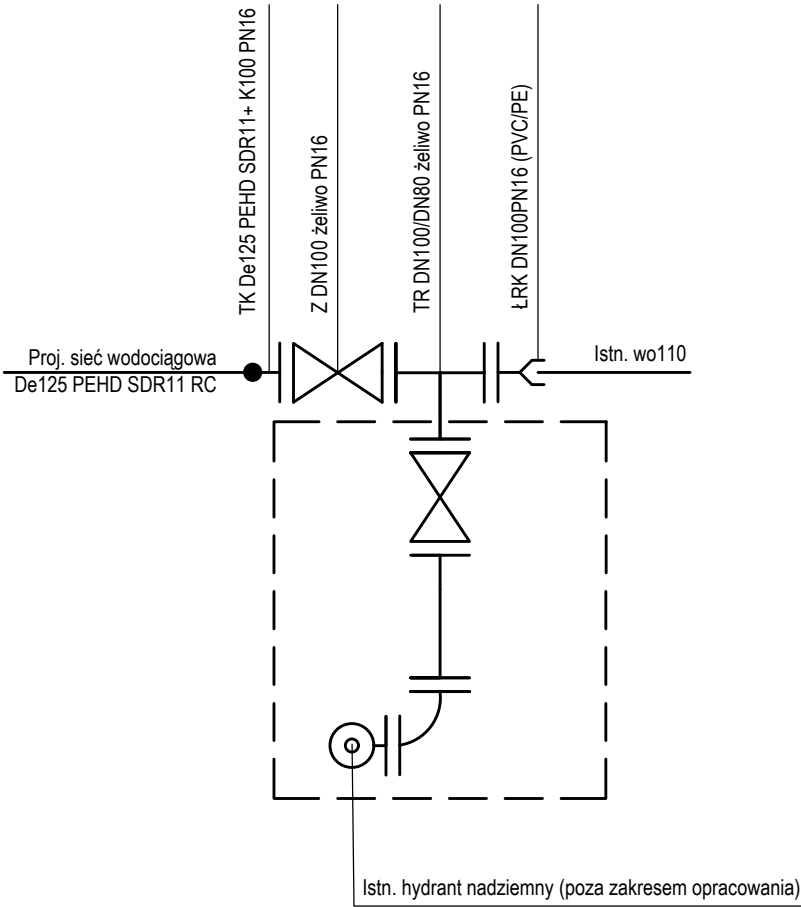 TK De125 PEHD SDR11+ K100 PN16
Z DN100 żeliwo PN16
TR DN100/DN80 żeliwo PN16
ŁRK DN100PN16 (PVC/PE)
Proj. sieć wodociągowa
De125 PEHD SDR11 RC
Istn. wo110
Istn. hydrant nadziemny (poza zakresem opracowania)